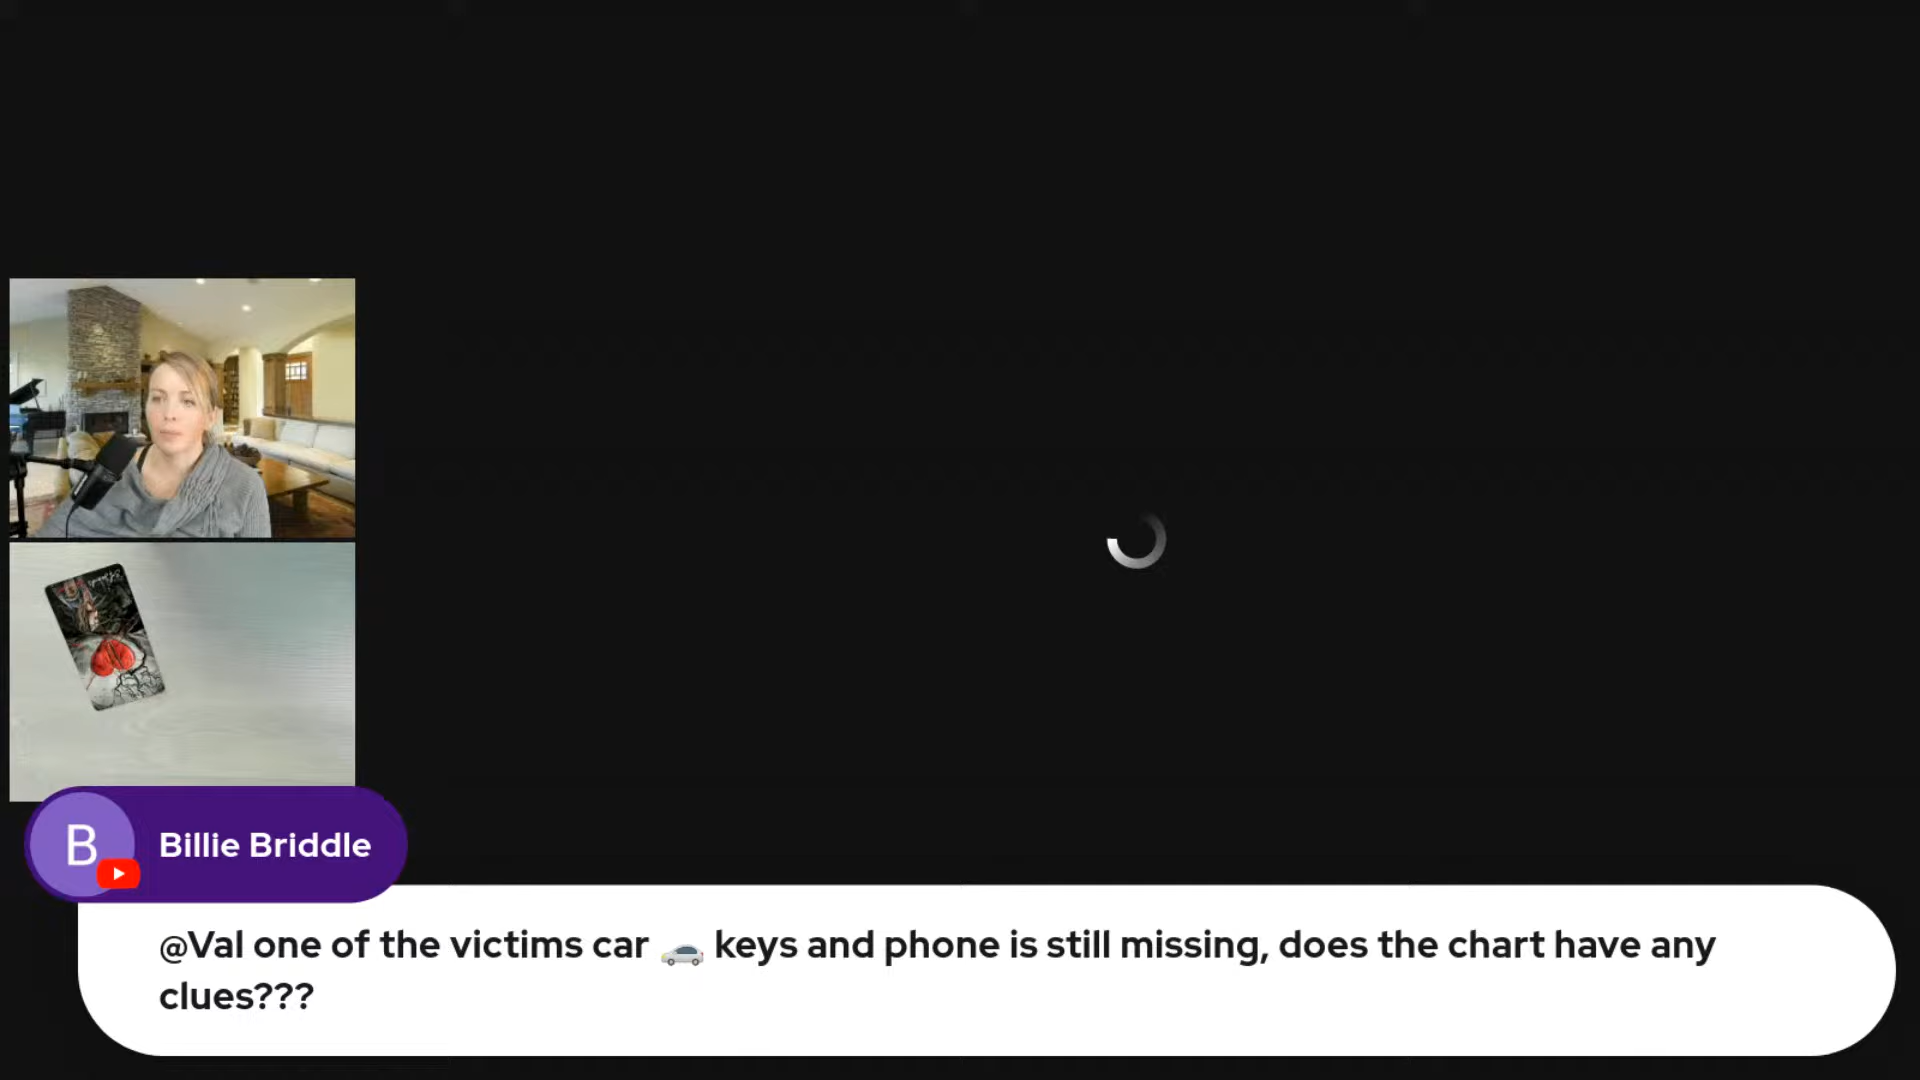 B
Billie Briddle
@Val one of the victims car 🚗 keys and phone is still missing, does the chart have any
clues???